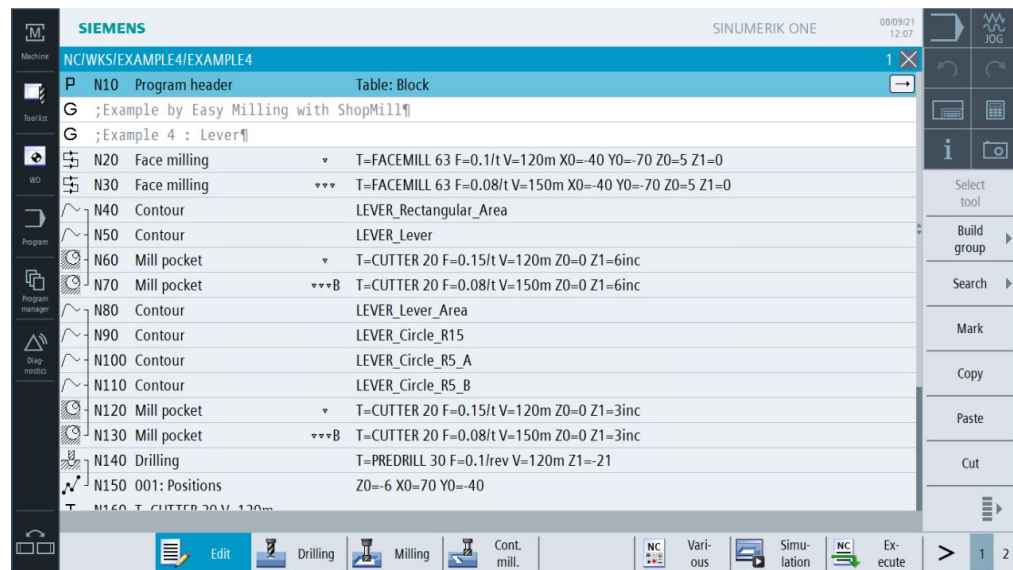 SIEMENS
SINUMERIK ONE
08/09/21
12:07
M
Machine
JOG
NC/WKS/EXAMPLE4/EXAMPLE4
1
P N10 Program header Table: Block
G ;Example by Easy Milling with ShopMill¶
G ;Example 4 : Lever¶
N20 Face milling ▿ T=FACEMILL 63 F=0.1/t V=120m X0=-40 Y0=-70 Z0=5 Z1=0
N30 Face milling ▿▿▿ T=FACEMILL 63 F=0.08/t V=150m X0=-40 Y0=-70 Z0=5 Z1=0
N40 Contour LEVER_Rectangular_Area
N50 Contour LEVER_Lever
N60 Mill pocket ▿ T=CUTTER 20 F=0.15/t V=120m Z0=0 Z1=6inc
N70 Mill pocket ▿▿▿B T=CUTTER 20 F=0.08/t V=150m Z0=0 Z1=6inc
N80 Contour LEVER_Lever_Area
N90 Contour LEVER_Circle_R15
N100 Contour LEVER_Circle_R5_A
N110 Contour LEVER_Circle_R5_B
N120 Mill pocket ▿ T=CUTTER 20 F=0.15/t V=120m Z0=0 Z1=3inc
N130 Mill pocket ▿▿▿B T=CUTTER 20 F=0.08/t V=150m Z0=0 Z1=3inc
N140 Drilling T=PREDRILL 30 F=0.1/rev V=120m Z1=-21
N150 001: Positions Z0=-6 X0=70 Y0=-40
N160 T=CUTTER 20 V=120m
Tool list
WO
Program
Program
manager
Diag-
nostics
i
Select
tool
Build
group
Search
Mark
Copy
Paste
Cut
Edit
Drilling
Milling
Cont.
mill.
NC
Vari-
ous
Simu-
lation
NC
Ex-
ecute
> 1 2